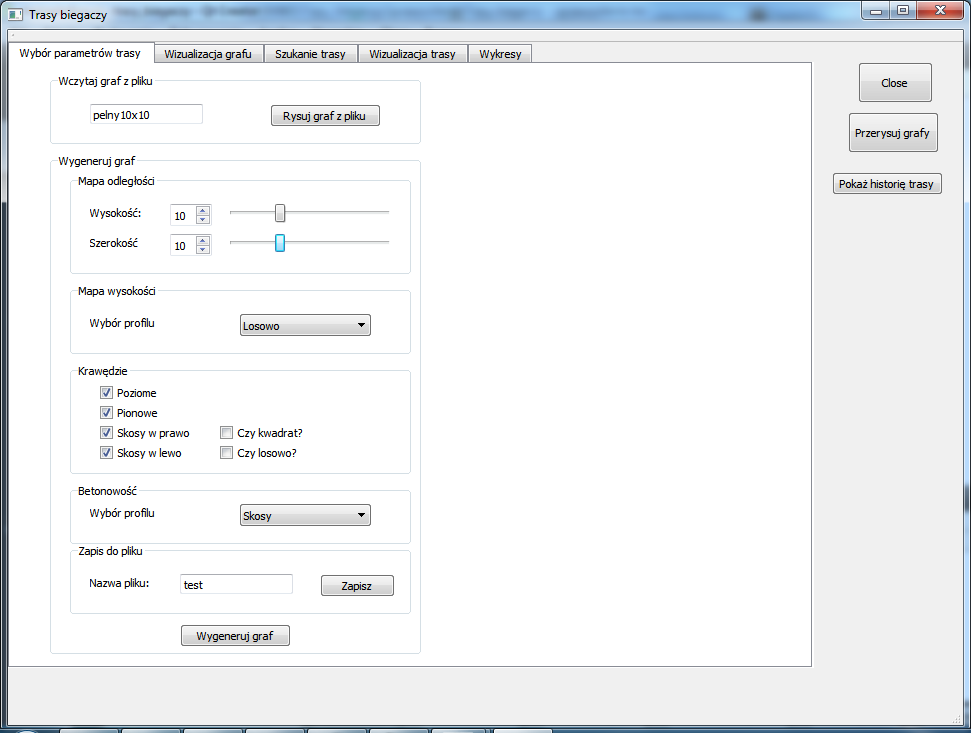 Trasy biegaczy
Wybór parametrów trasy Wizualizacja grafu Szukanie trasy Wizualizacja trasy Wykresy
Wczytaj graf z pliku
pelny10x10 Rysuj graf z pliku
Wygeneruj graf
Mapa odległości
Wysokość: 10
Szerokość 10
Mapa wysokości
Wybór profilu Losowo
Krawędzie
Poziome
Pionowe
Skosy w prawo Czy kwadrat?
Skosy w lewo Czy losowo?
Betonowość
Wybór profilu Skosy
Zapis do pliku
Nazwa pliku: test Zapisz
Wygeneruj graf
Close
Przerysuj grafy
Pokaż historię trasy